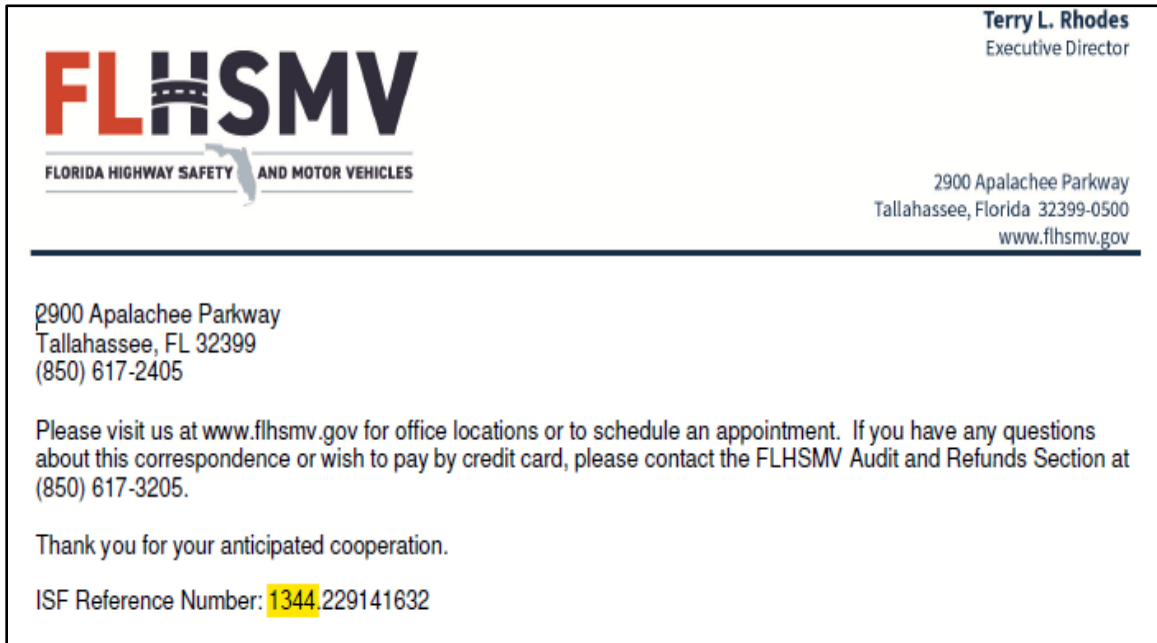 Terry L. Rhodes
Executive Director
FLHSMV
FLORIDA HIGHWAY SAFETY AND MOTOR VEHICLES
2900 Apalachee Parkway
Tallahassee, Florida 32399-0500
www.flhsmv.gov
2900 Apalachee Parkway
Tallahassee, FL 32399
(850) 617-2405
Please visit us at www.flhsmv.gov for office locations or to schedule an appointment.  If you have any questions
about this correspondence or wish to pay by credit card, please contact the FLHSMV Audit and Refunds Section at
(850) 617-3205.
Thank you for your anticipated cooperation.
ISF Reference Number: 1344.229141632